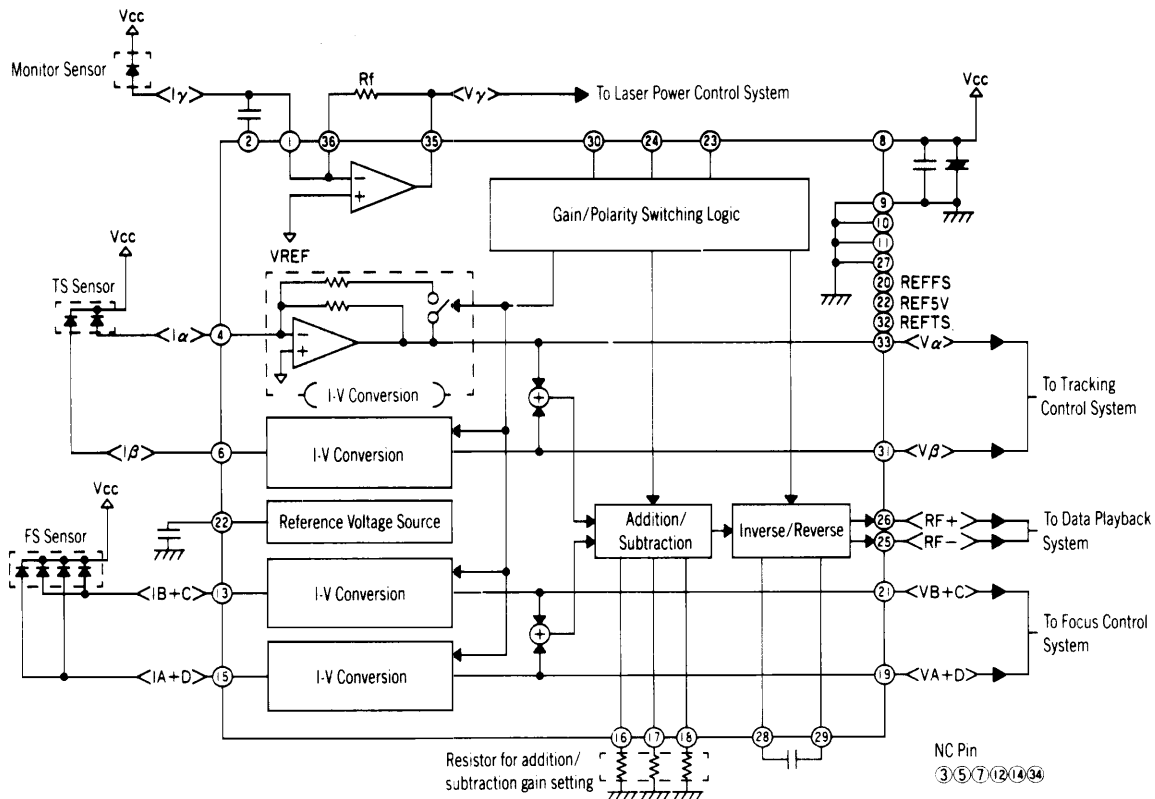 Vcc
Monitor Sensor
<Iγ>
Rf
<Vγ>
To Laser Power Control System
Vcc
2
1
36
35
30
24
23
8
Gain/Polarity Switching Logic
VREF
9
10
11
27
20 REFFS
22 REF5V
32 REFTS
Vcc
TS Sensor
<Iα>
4
33 <Vα>
(I-V Conversion)
To Tracking
Control System
<Iβ>
6
I-V Conversion
31 <Vβ>
Vcc
22
Reference Voltage Source
FS Sensor
Addition/
Subtraction
Inverse/Reverse
26 <RF+>
25 <RF->
To Data Playback
System
<IB+C>
13
I-V Conversion
21 <VB+C>
To Focus Control
System
<IA+D>
15
I-V Conversion
19 <VA+D>
16
17
18
28
29
Resistor for addition/
subtraction gain setting
NC Pin
3 5 7 12 14 34